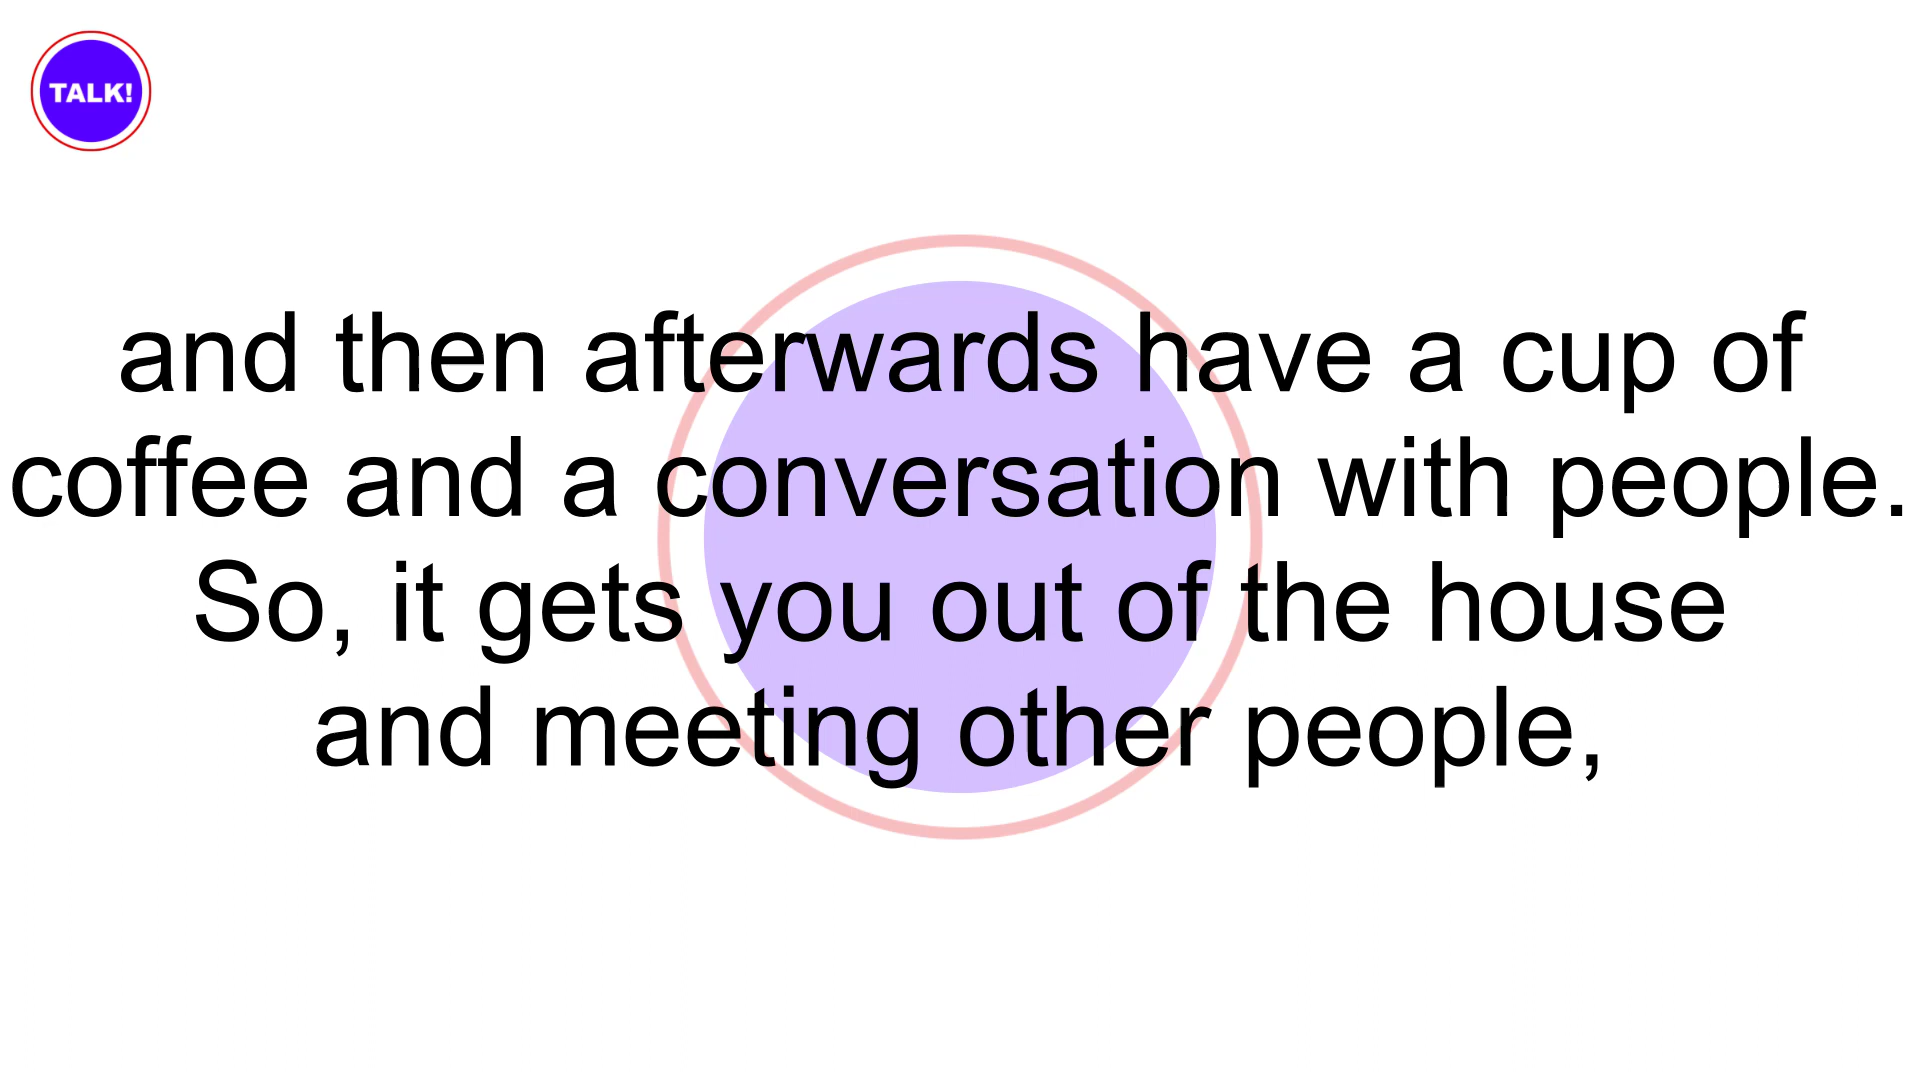 TALK!
and then afterwards have a cup of
coffee and a conversation with people.
So, it gets you out of the house
and meeting other people,